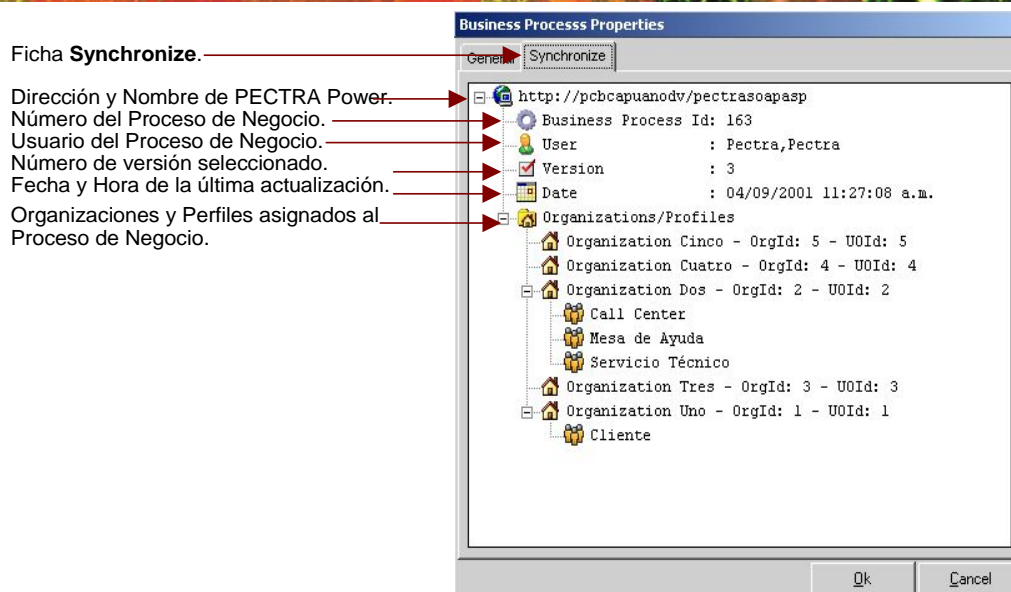 Ficha Synchronize.
Dirección y Nombre de PECTRA Power.
Número del Proceso de Negocio.
Usuario del Proceso de Negocio.
Número de versión seleccionado.
Fecha y Hora de la última actualización.
Organizaciones y Perfiles asignados al
Proceso de Negocio.
Business Processs Properties
General Synchronize
http://pcbcapuanodv/pectrasoapasp
Business Process Id: 163
User : Pectra,Pectra
Version : 3
Date : 04/09/2001 11:27:08 a.m.
Organizations/Profiles
Organization Cinco - OrgId: 5 - UOId: 5
Organization Cuatro - OrgId: 4 - UOId: 4
Organization Dos - OrgId: 2 - UOId: 2
Call Center
Mesa de Ayuda
Servicio Técnico
Organization Tres - OrgId: 3 - UOId: 3
Organization Uno - OrgId: 1 - UOId: 1
Cliente
Ok Cancel